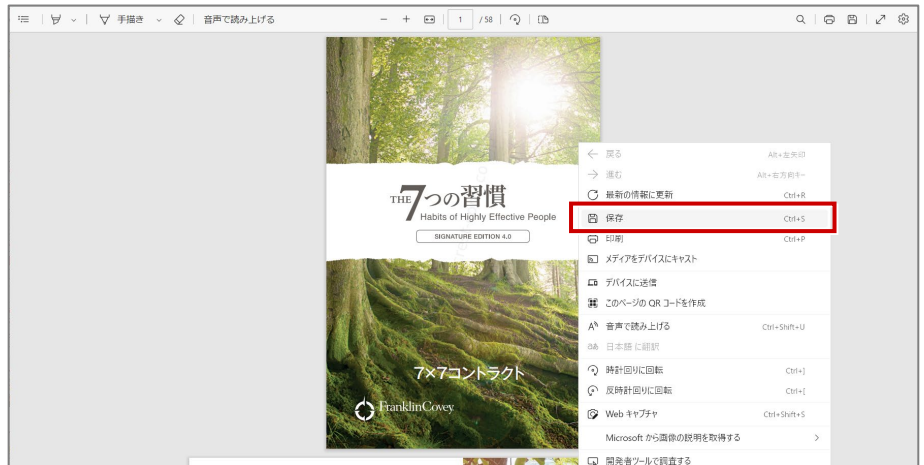 手描き
音声で読み上げる
1 / 58
THE 7つの習慣
Habits of Highly Effective People
SIGNATURE EDITION 4.0
7×7コントラクト
FranklinCovey
戻る Alt+左矢印
進む Alt+右方向キー
最新の情報に更新 Ctrl+R
保存 Ctrl+S
印刷 Ctrl+P
メディアをデバイスにキャスト
デバイスに送信
このページの QR コードを作成
音声で読み上げる Ctrl+Shift+U
日本語 に翻訳
時計回りに回転 Ctrl+]
反時計回りに回転 Ctrl+[
Web キャプチャ Ctrl+Shift+S
Microsoft から画像の説明を取得する
開発者ツールで調査する